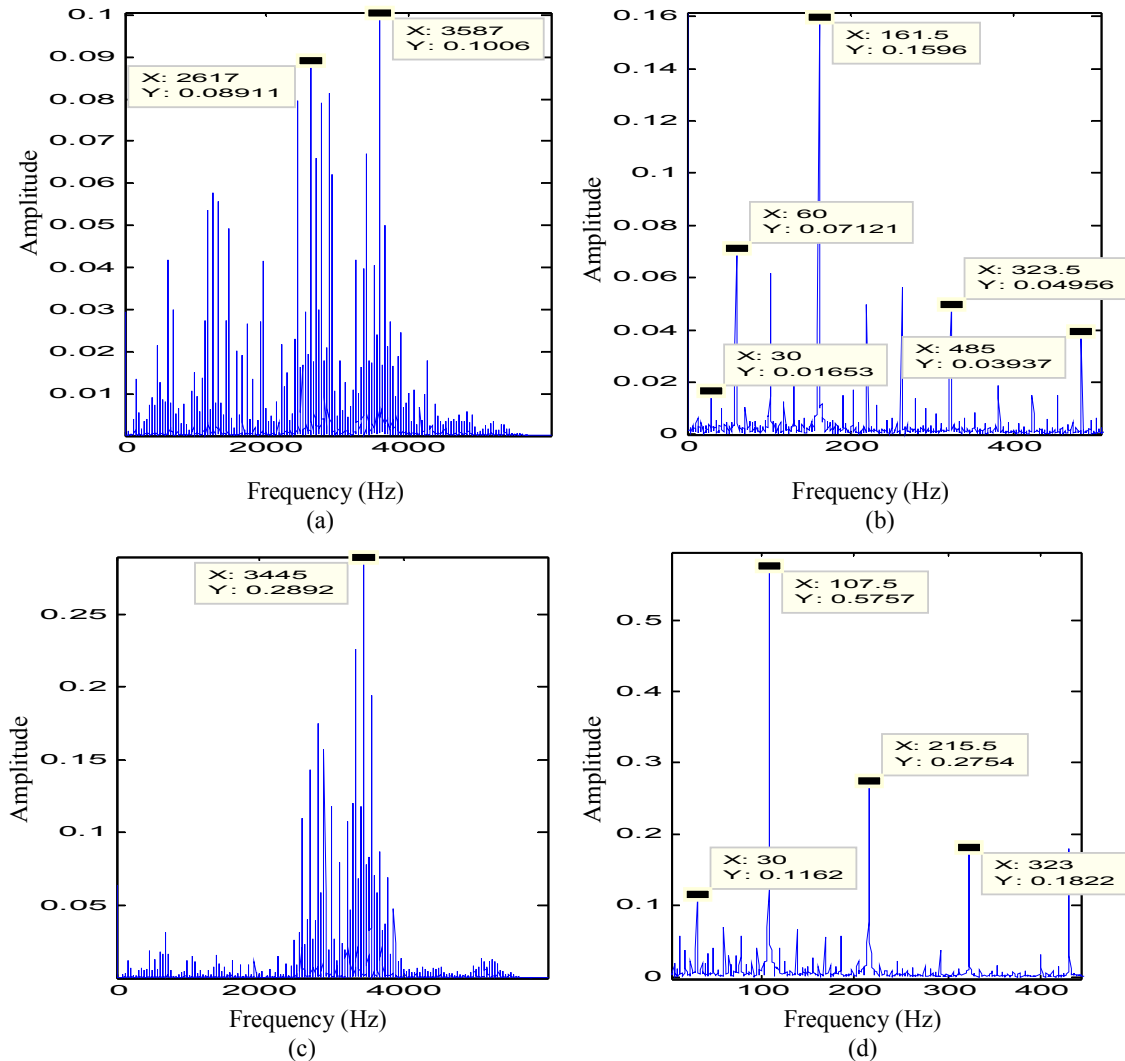 0.1
0.09
0.08
0.07
0.06
0.05
0.04
0.03
0.02
0.01
0
2000
4000
Amplitude
X: 3587
Y: 0.1006
X: 2617
Y: 0.08911
Frequency (Hz)
(a)
0.16
0.14
0.12
0.1
0.08
0.06
0.04
0.02
0
200
400
Amplitude
X: 161.5
Y: 0.1596
X: 60
Y: 0.07121
X: 323.5
Y: 0.04956
X: 30
Y: 0.01653
X: 485
Y: 0.03937
Frequency (Hz)
(b)
0.25
0.2
0.15
0.1
0.05
0
2000
4000
Amplitude
X: 3445
Y: 0.2892
Frequency (Hz)
(c)
0.5
0.4
0.3
0.2
0.1
0
100
200
300
400
Amplitude
X: 107.5
Y: 0.5757
X: 215.5
Y: 0.2754
X: 30
Y: 0.1162
X: 323
Y: 0.1822
Frequency (Hz)
(d)